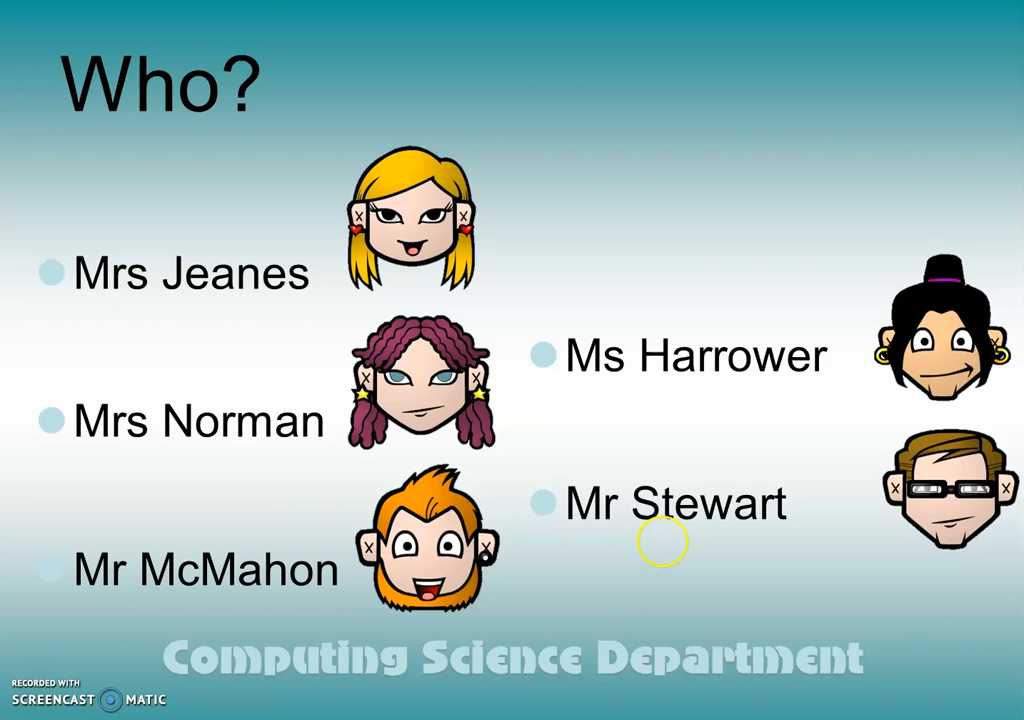 Who?
Mrs Jeanes
Mrs Norman
Mr McMahon
Ms Harrower
Mr Stewart
Computing Science Department
RECORDED WITH
SCREENCAST MATIC